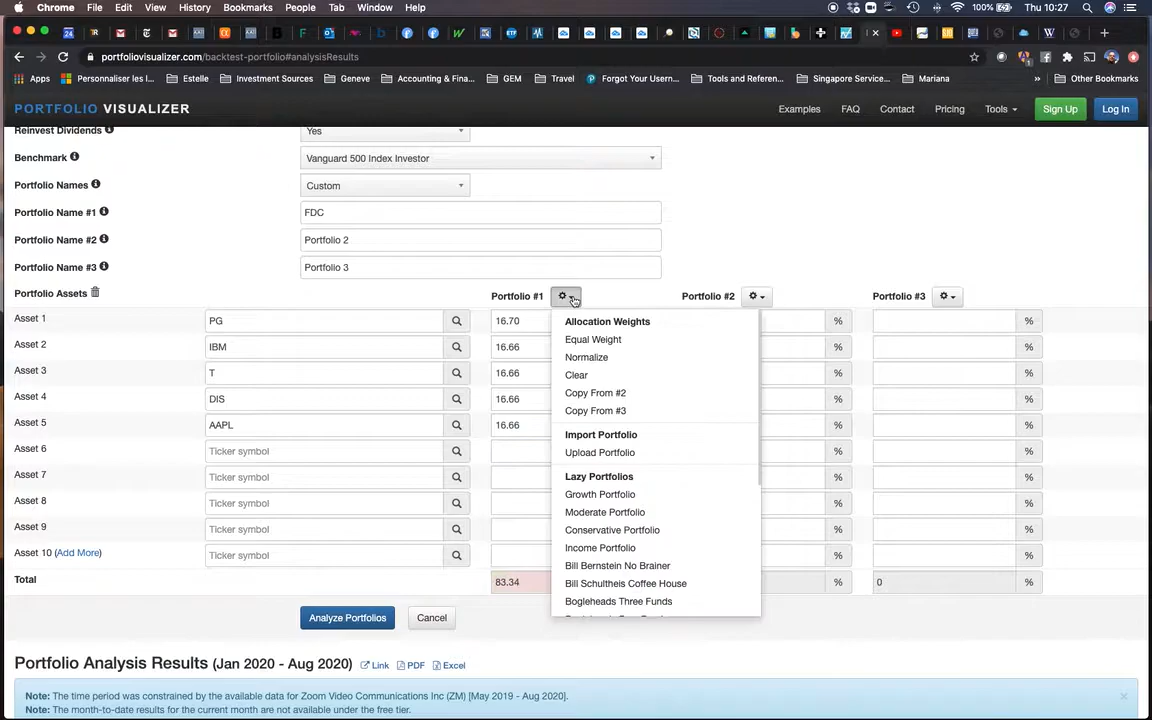 Chrome File Edit View History Bookmarks People Tab Window Help 100% Thu 10:27
portfoliovisualizer.com/backtest-portfolio#analysisResults
Apps Personnaliser les l... Estelle Investment Sources Geneve Accounting & Fina... GEM Travel Forgot Your Usern... Tools and Referen... Singapore Service... Mariana » Other Bookmarks
PORTFOLIO VISUALIZER Examples FAQ Contact Pricing Tools Sign Up Log In
Reinvest Dividends Yes
Benchmark Vanguard 500 Index Investor
Portfolio Names Custom
Portfolio Name #1 FDC
Portfolio Name #2 Portfolio 2
Portfolio Name #3 Portfolio 3
Portfolio Assets Portfolio #1 Portfolio #2 Portfolio #3
Asset 1 PG 16.70 % %
Asset 2 IBM 16.66 % %
Asset 3 T 16.66 % %
Asset 4 DIS 16.66 % %
Asset 5 AAPL 16.66 % %
Asset 6 Ticker symbol % %
Asset 7 Ticker symbol % %
Asset 8 Ticker symbol % %
Asset 9 Ticker symbol % %
Asset 10 (Add More) Ticker symbol % %
Total 83.34 % 0 %
Allocation Weights
Equal Weight
Normalize
Clear
Copy From #2
Copy From #3
Import Portfolio
Upload Portfolio
Lazy Portfolios
Growth Portfolio
Moderate Portfolio
Conservative Portfolio
Income Portfolio
Bill Bernstein No Brainer
Bill Schultheis Coffee House
Bogleheads Three Funds
Analyze Portfolios Cancel
Portfolio Analysis Results (Jan 2020 - Aug 2020) Link PDF Excel
Note: The time period was constrained by the available data for Zoom Video Communications Inc (ZM) [May 2019 - Aug 2020]. ×
Note: The month-to-date results for the current month are not available under the free tier.